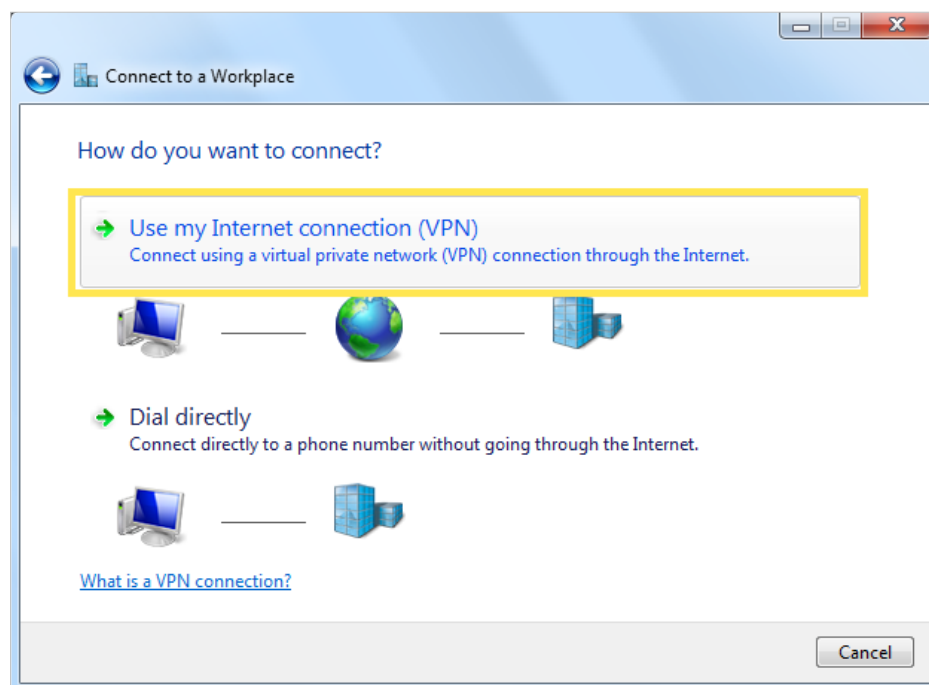 Connect to a Workplace
How do you want to connect?
Use my Internet connection (VPN)
Connect using a virtual private network (VPN) connection through the Internet.
Dial directly
Connect directly to a phone number without going through the Internet.
What is a VPN connection?
Cancel